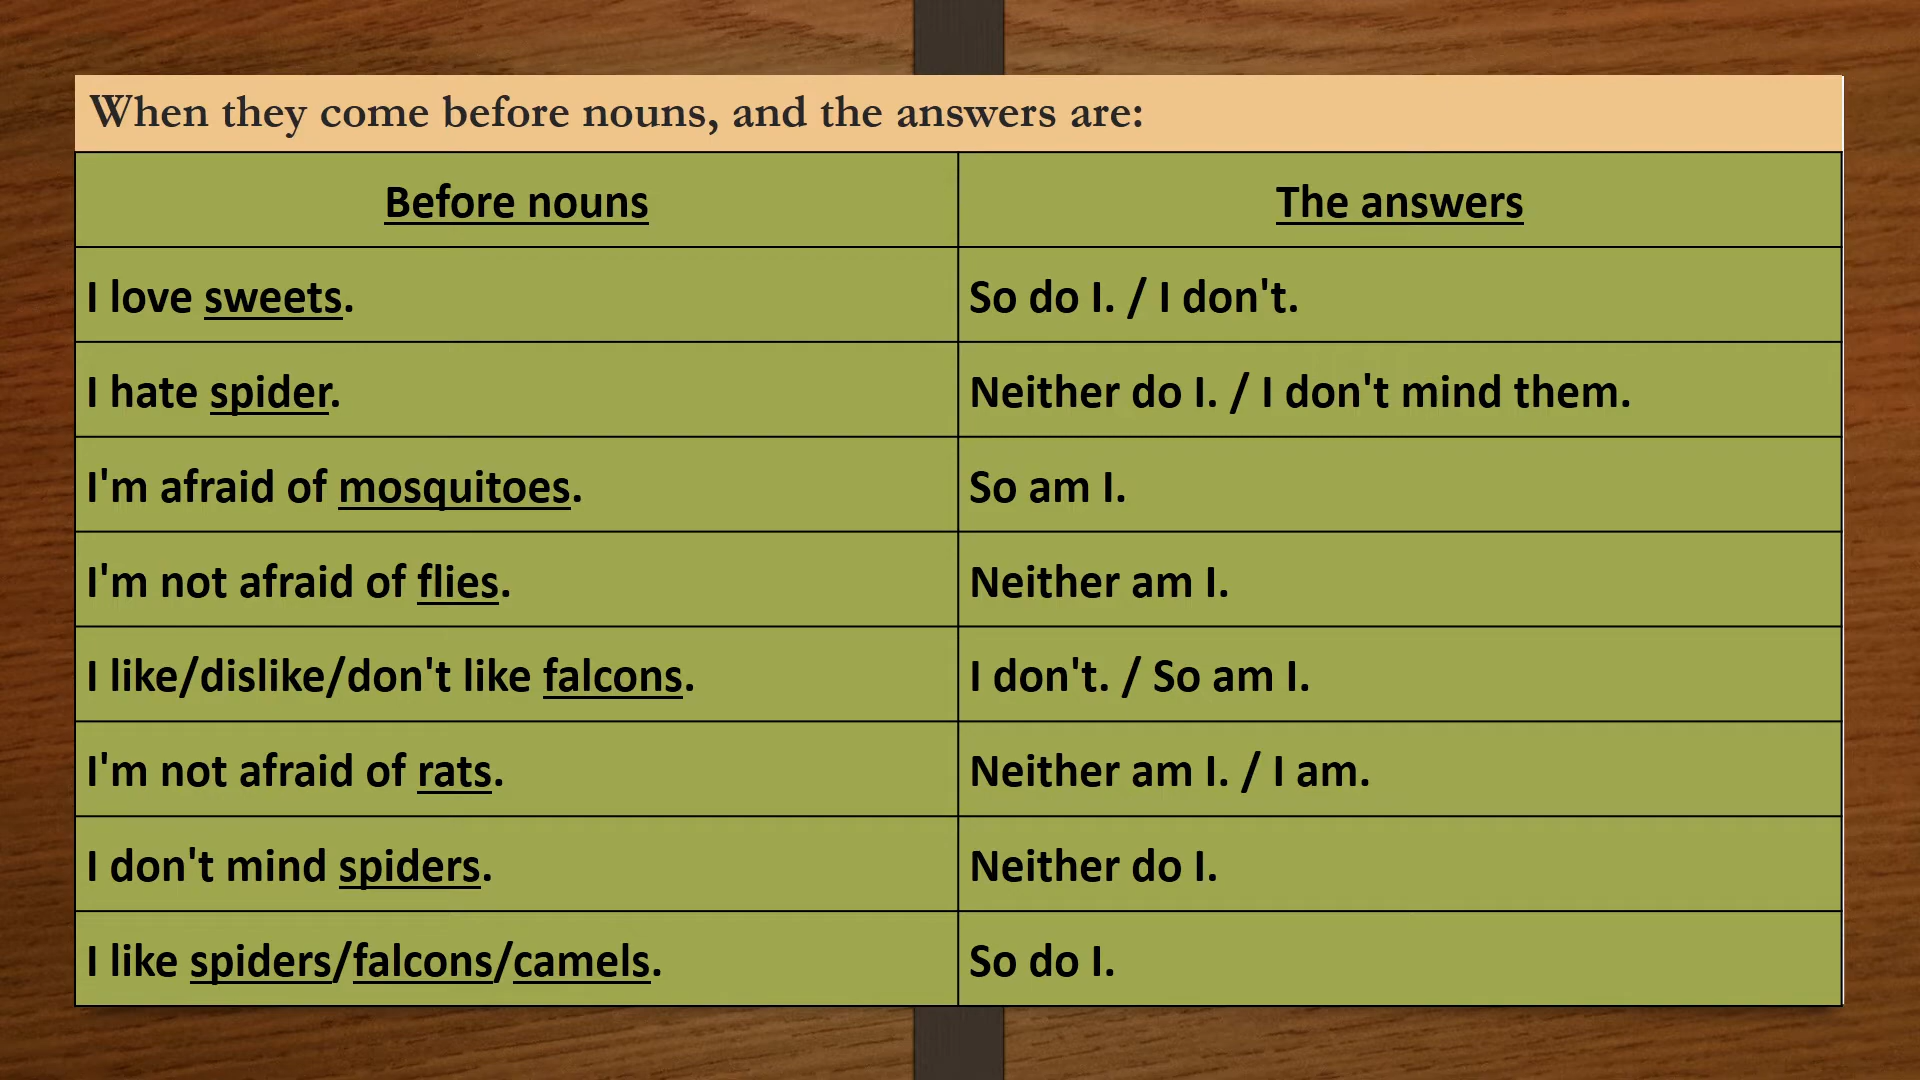 When they come before nouns, and the answers are:
Before nouns
The answers
I love sweets.
So do I. / I don't.
I hate spider.
Neither do I. / I don't mind them.
I'm afraid of mosquitoes.
So am I.
I'm not afraid of flies.
Neither am I.
I like/dislike/don't like falcons.
I don't. / So am I.
I'm not afraid of rats.
Neither am I. / I am.
I don't mind spiders.
Neither do I.
I like spiders/falcons/camels.
So do I.